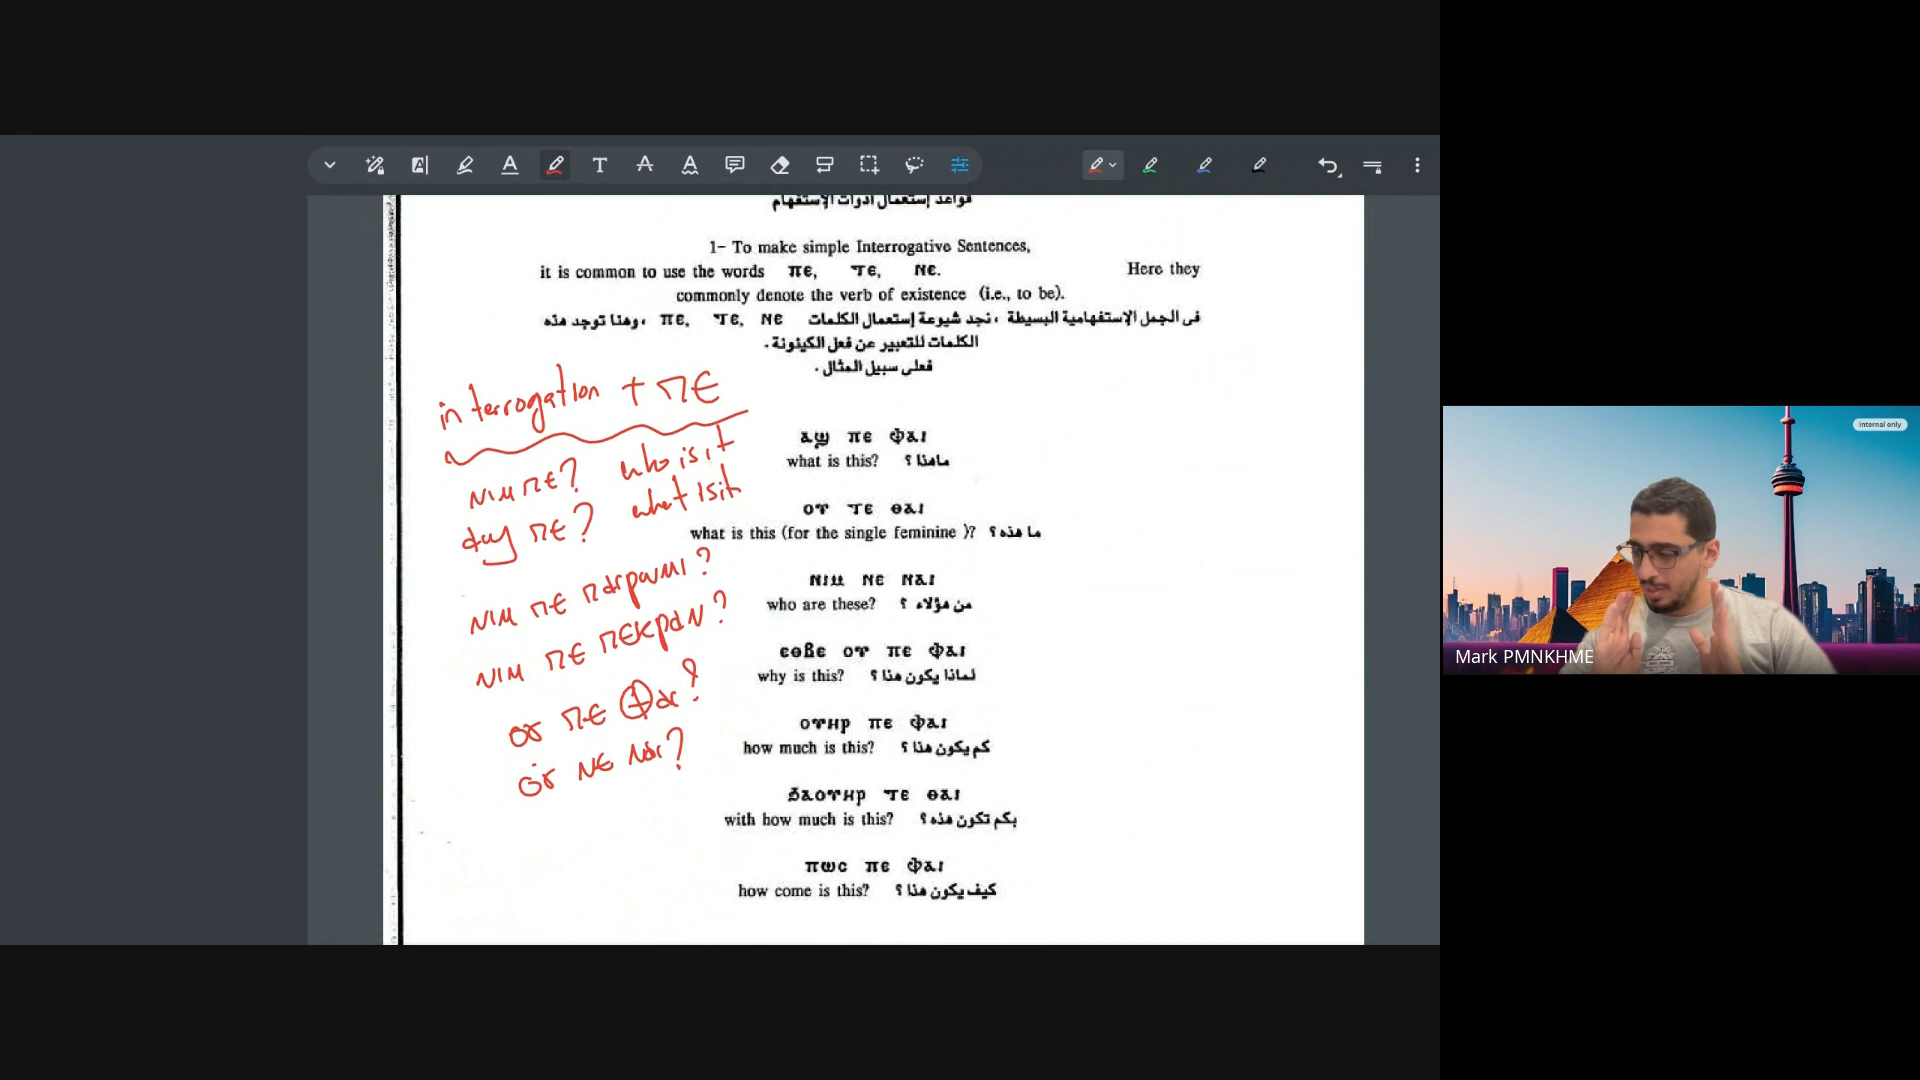 قواعد إستعمال أدوات الإستفهام
1- To make simple Interrogative Sentences,
it is common to use the words ⲡⲉ, ⲧⲉ, ⲛⲉ. Here they
commonly denote the verb of existence (i.e., to be).
فى الجمل الإستفهامية البسيطة ، نجد شيوعة إستعمال الكلمات ⲡⲉ, ⲧⲉ, ⲛⲉ ، وهنا توجد هذه
الكلمات للتعبير عن فعل الكينونة .
فعلى سبيل المثال .
interrogation + ⲡⲉ
ⲛⲓⲙ ⲡⲉ? who is it
ⲁϣ ⲡⲉ? what is it
ⲛⲓⲙ ⲡⲉ ⲡⲁⲓⲣⲱⲙⲓ?
ⲛⲓⲙ ⲡⲉ ⲡⲉⲕⲣⲁⲛ?
ⲟⲩ ⲡⲉ ⲫⲁⲓ?
ⲟⲩ ⲛⲉ ⲛⲁⲓ?
ⲁϣ ⲡⲉ ⲫⲁⲓ
what is this? ماهذا ؟
ⲟⲩ ⲧⲉ ⲑⲁⲓ
what is this (for the single feminine )? ما هذه ؟
ⲛⲓⲙ ⲛⲉ ⲛⲁⲓ
who are these? من هؤلاء ؟
ⲉⲑⲃⲉ ⲟⲩ ⲡⲉ ⲫⲁⲓ
why is this? لماذا يكون هذا ؟
ⲟⲩⲏⲣ ⲡⲉ ⲫⲁⲓ
how much is this? كم يكون هذا ؟
ϧⲁⲟⲩⲏⲣ ⲧⲉ ⲑⲁⲓ
with how much is this? بكم تكون هذه ؟
ⲡⲱⲥ ⲡⲉ ⲫⲁⲓ
how come is this? كيف يكون هذا ؟
Internal only
Mark PMNKHME